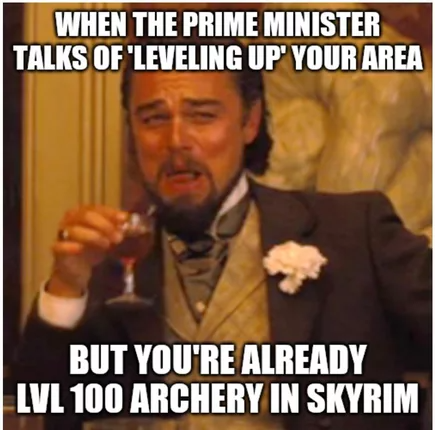 WHEN THE PRIME MINISTER
TALKS OF 'LEVELING UP' YOUR AREA
BUT YOU'RE ALREADY
LVL 100 ARCHERY IN SKYRIM